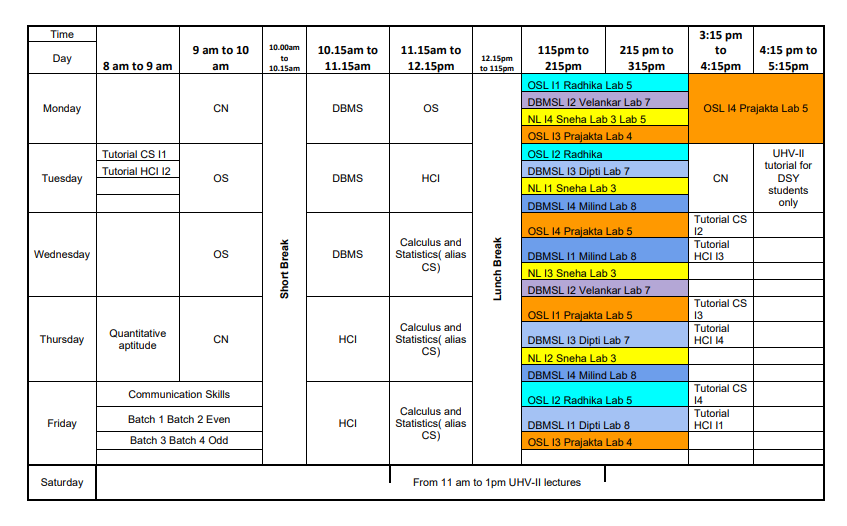 Time
Day
8 am to 9 am
9 am to 10
am
10.00am
to
10.15am
10.15am to
11.15am
11.15am to
12.15pm
12.15pm
to 115pm
115pm to
215pm
215 pm to
315pm
3:15 pm
to
4:15pm
4:15 pm to
5:15pm
Monday
CN
Short Break
DBMS
OS
Lunch Break
OSL I1 Radhika Lab 5
DBMSL I2 Velankar Lab 7
NL I4 Sneha Lab 3 Lab 5
OSL I3 Prajakta Lab 4
OSL I4 Prajakta Lab 5
Tuesday
Tutorial CS I1
Tutorial HCI I2
OS
DBMS
HCI
OSL I2 Radhika
DBMSL I3 Dipti Lab 7
NL I1 Sneha Lab 3
DBMSL I4 Milind Lab 8
CN
UHV-II
tutorial for
DSY
students
only
Wednesday
OS
DBMS
Calculus and
Statistics( alias
CS)
OSL I4 Prajakta Lab 5
DBMSL I1 Milind Lab 8
NL I3 Sneha Lab 3
DBMSL I2 Velankar Lab 7
Tutorial CS
I2
Tutorial
HCI I3
Thursday
Quantitative
aptitude
CN
HCI
Calculus and
Statistics( alias
CS)
OSL I1 Prajakta Lab 5
DBMSL I3 Dipti Lab 7
NL I2 Sneha Lab 3
DBMSL I4 Milind Lab 8
Tutorial CS
I3
Tutorial
HCI I4
Friday
Communication Skills
Batch 1 Batch 2 Even
Batch 3 Batch 4 Odd
HCI
Calculus and
Statistics( alias
CS)
OSL I2 Radhika Lab 5
DBMSL I1 Dipti Lab 8
OSL I3 Prajakta Lab 4
Tutorial CS
I4
Tutorial
HCI I1
Saturday
From 11 am to 1pm UHV-II lectures